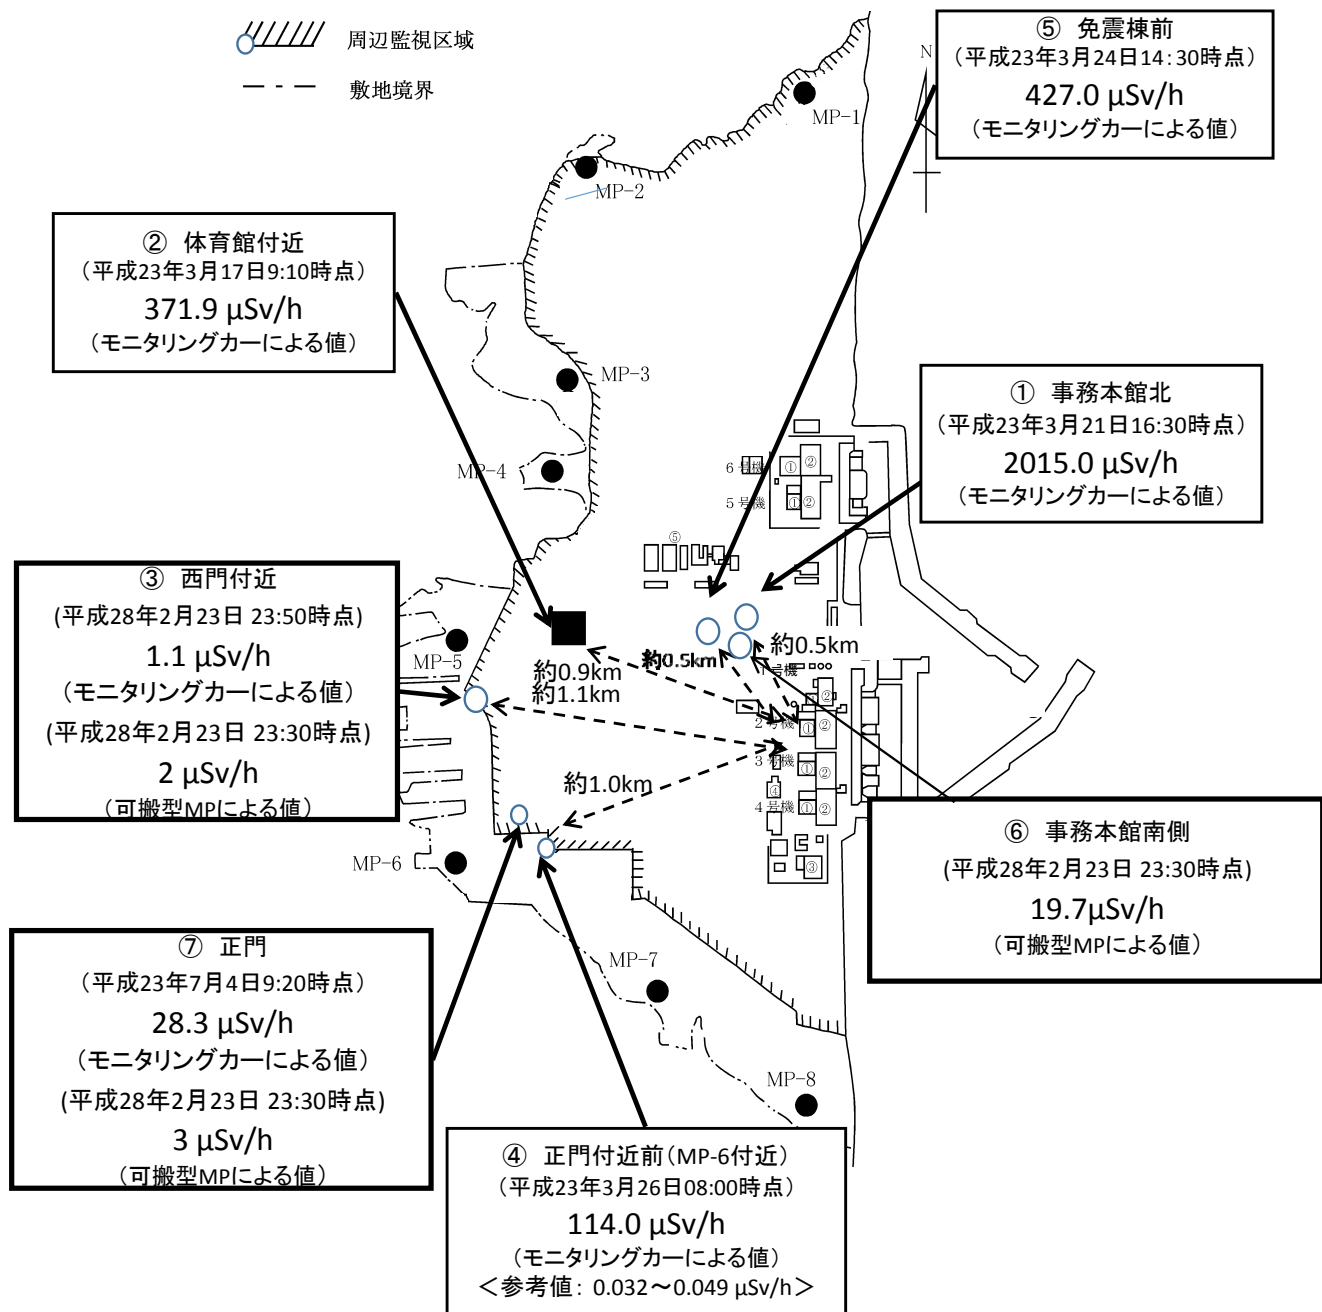 周辺監視区域
敷地境界
⑤ 免震棟前
（平成23年3月24日14：30時点）
427.0 μSv/h
（モニタリングカーによる値）
N
MP-1
MP-2
② 体育館付近
（平成23年3月17日9:10時点）
371.9 μSv/h
（モニタリングカーによる値）
MP-3
MP-4
① 事務本館北
（平成23年3月21日16:30時点）
2015.0 μSv/h
（モニタリングカーによる値）
6号機
① ②
5号機
① ②
⑤
③ 西門付近
(平成28年2月23日 23:50時点)
1.1 μSv/h
（モニタリングカーによる値）
(平成28年2月23日 23:30時点)
2 μSv/h
（可搬型MPによる値）
MP-5
約0.9km
約1.1km
約0.5km
約0.5km
1号機
②
2号機
① ②
3号機
① ②
④
4号機
① ②
③
約1.0km
MP-6
⑥ 事務本館南側
(平成28年2月23日 23:30時点)
19.7μSv/h
（可搬型MPによる値）
⑦ 正門
（平成23年7月4日9:20時点）
28.3 μSv/h
（モニタリングカーによる値）
(平成28年2月23日 23:30時点)
3 μSv/h
（可搬型MPによる値）
MP-7
MP-8
④ 正門付近前（MP-6付近）
（平成23年3月26日08:00時点）
114.0 μSv/h
（モニタリングカーによる値）
＜参考値： 0.032～0.049 μSv/h＞